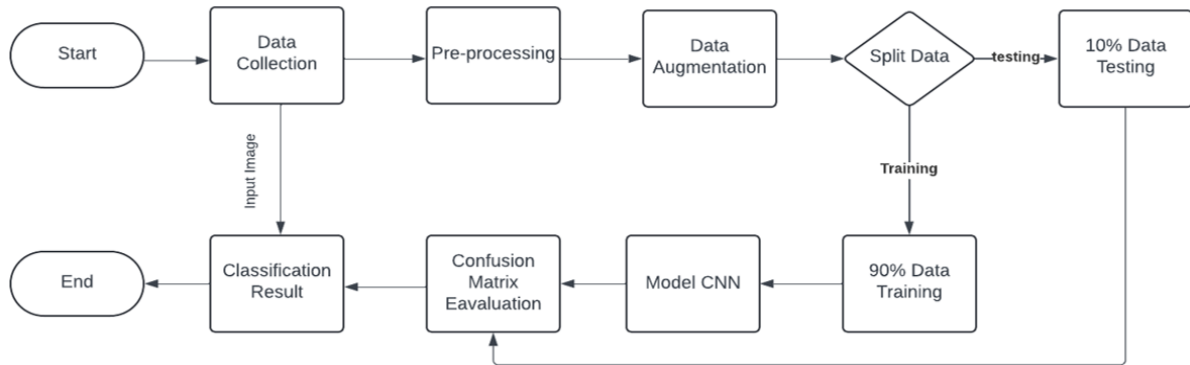 Start
Data
Collection
Pre-processing
Data
Augmentation
Split Data
testing
10% Data
Testing
Input Image
Training
End
Classification
Result
Confusion
Matrix
Eavaluation
Model CNN
90% Data
Training